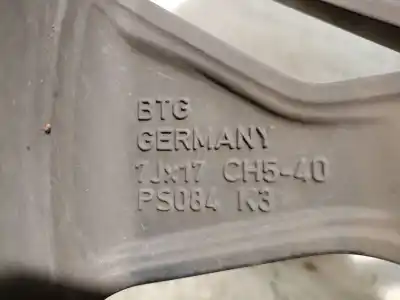 BTG
GERMANY
7Jx17 CH5-40
PS084 K3